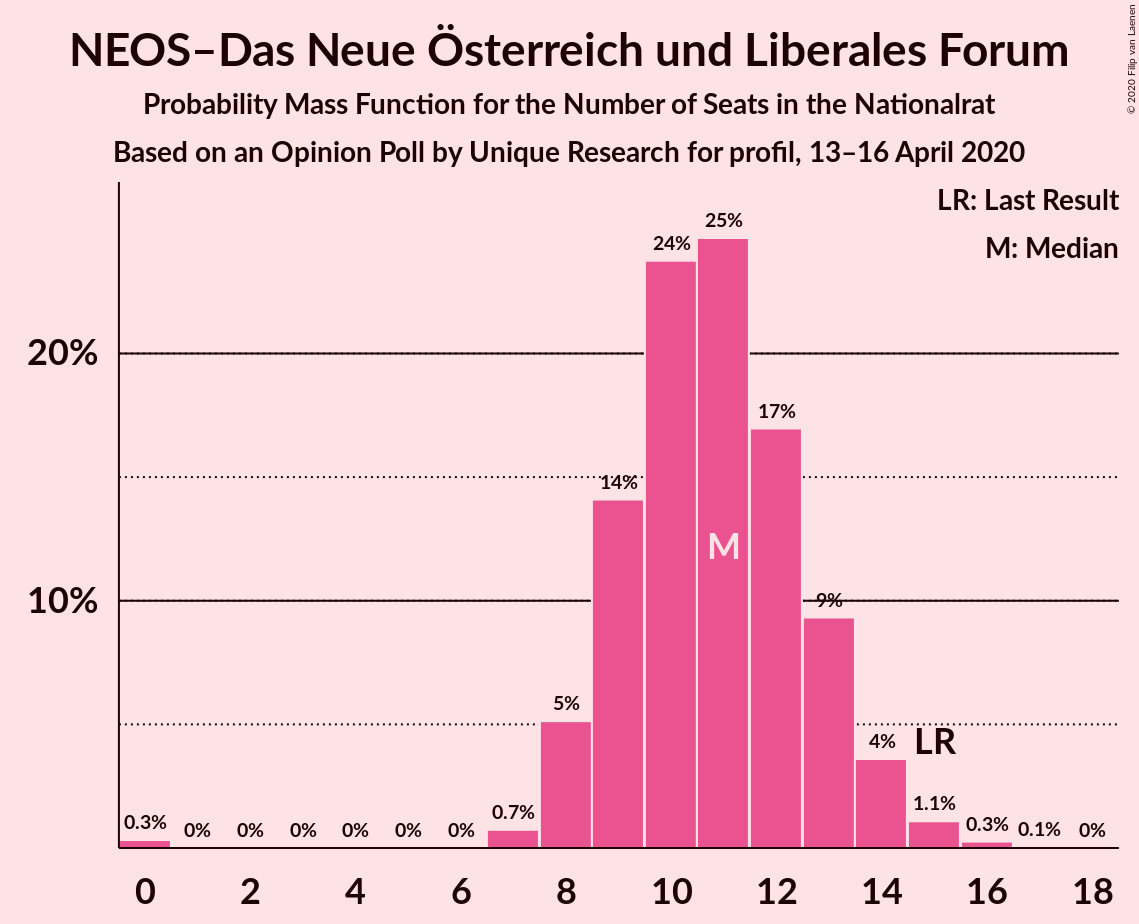 NEOS–Das Neue Österreich und Liberales Forum
Probability Mass Function for the Number of Seats in the Nationalrat
Based on an Opinion Poll by Unique Research for profil, 13–16 April 2020
© 2020 Filip van Laenen
LR: Last Result
M: Median
20%
10%
0.3%
0%
0%
0%
0%
0%
0%
0.7%
5%
14%
24%
25%
17%
9%
4%
1.1%
0.3%
0.1%
0%
M
LR
0 2 4 6 8 10 12 14 16 18